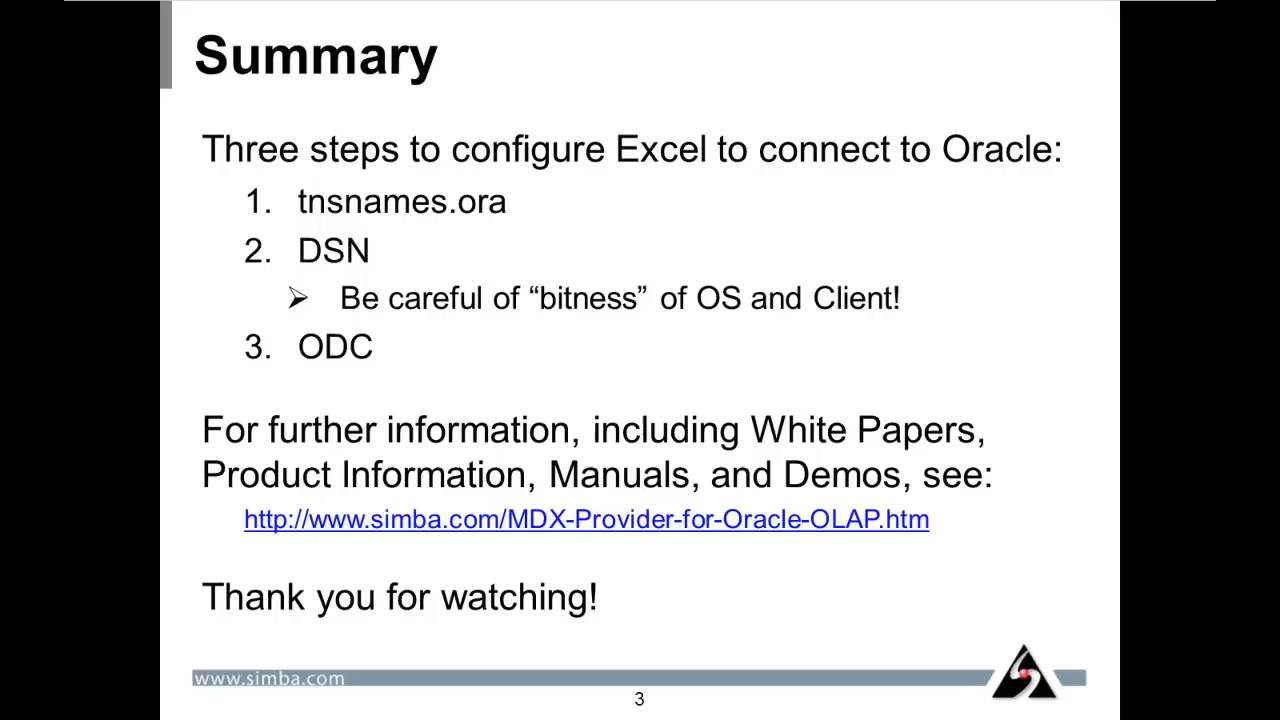 Summary
Three steps to configure Excel to connect to Oracle:
1. tnsnames.ora
2. DSN
➢ Be careful of “bitness” of OS and Client!
3. ODC
For further information, including White Papers,
Product Information, Manuals, and Demos, see:
http://www.simba.com/MDX-Provider-for-Oracle-OLAP.htm
Thank you for watching!
www.simba.com
3